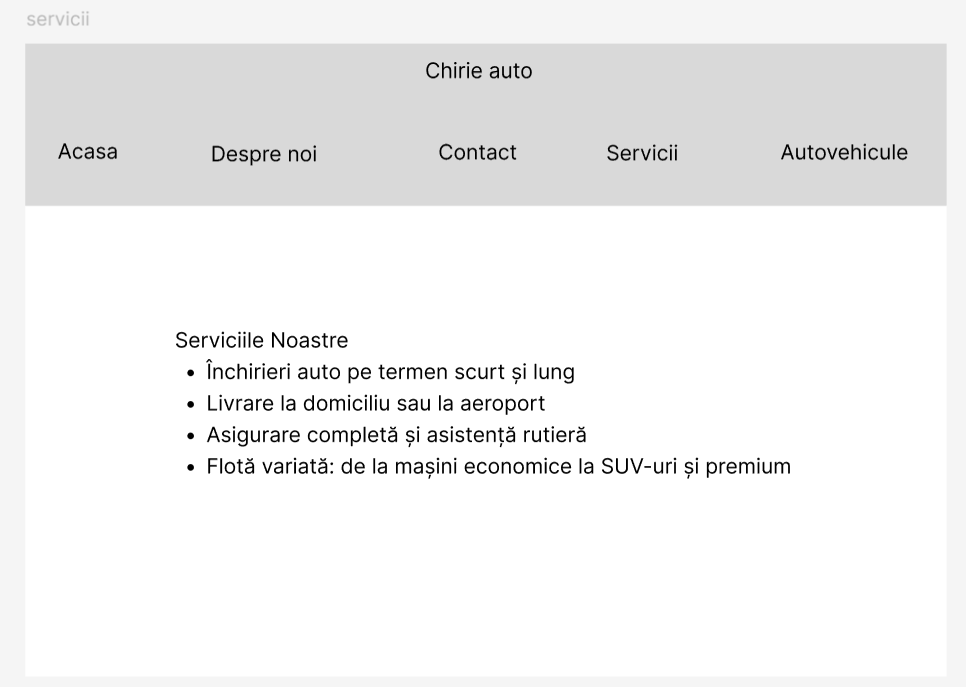 servicii
Chirie auto
Acasa Despre noi Contact Servicii Autovehicule
Serviciile Noastre
• Închirieri auto pe termen scurt și lung
• Livrare la domiciliu sau la aeroport
• Asigurare completă și asistență rutieră
• Flotă variată: de la mașini economice la SUV-uri și premium